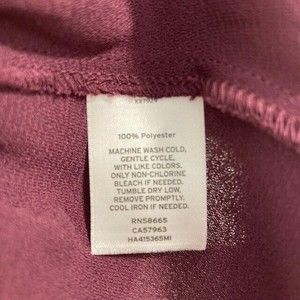 100% Polyester
MACHINE WASH COLD,
GENTLE CYCLE,
WITH LIKE COLORS.
ONLY NON-CHLORINE
BLEACH IF NEEDED.
TUMBLE DRY LOW,
REMOVE PROMPTLY.
COOL IRON IF NEEDED.
RN58665
CA57963
HA415365MI